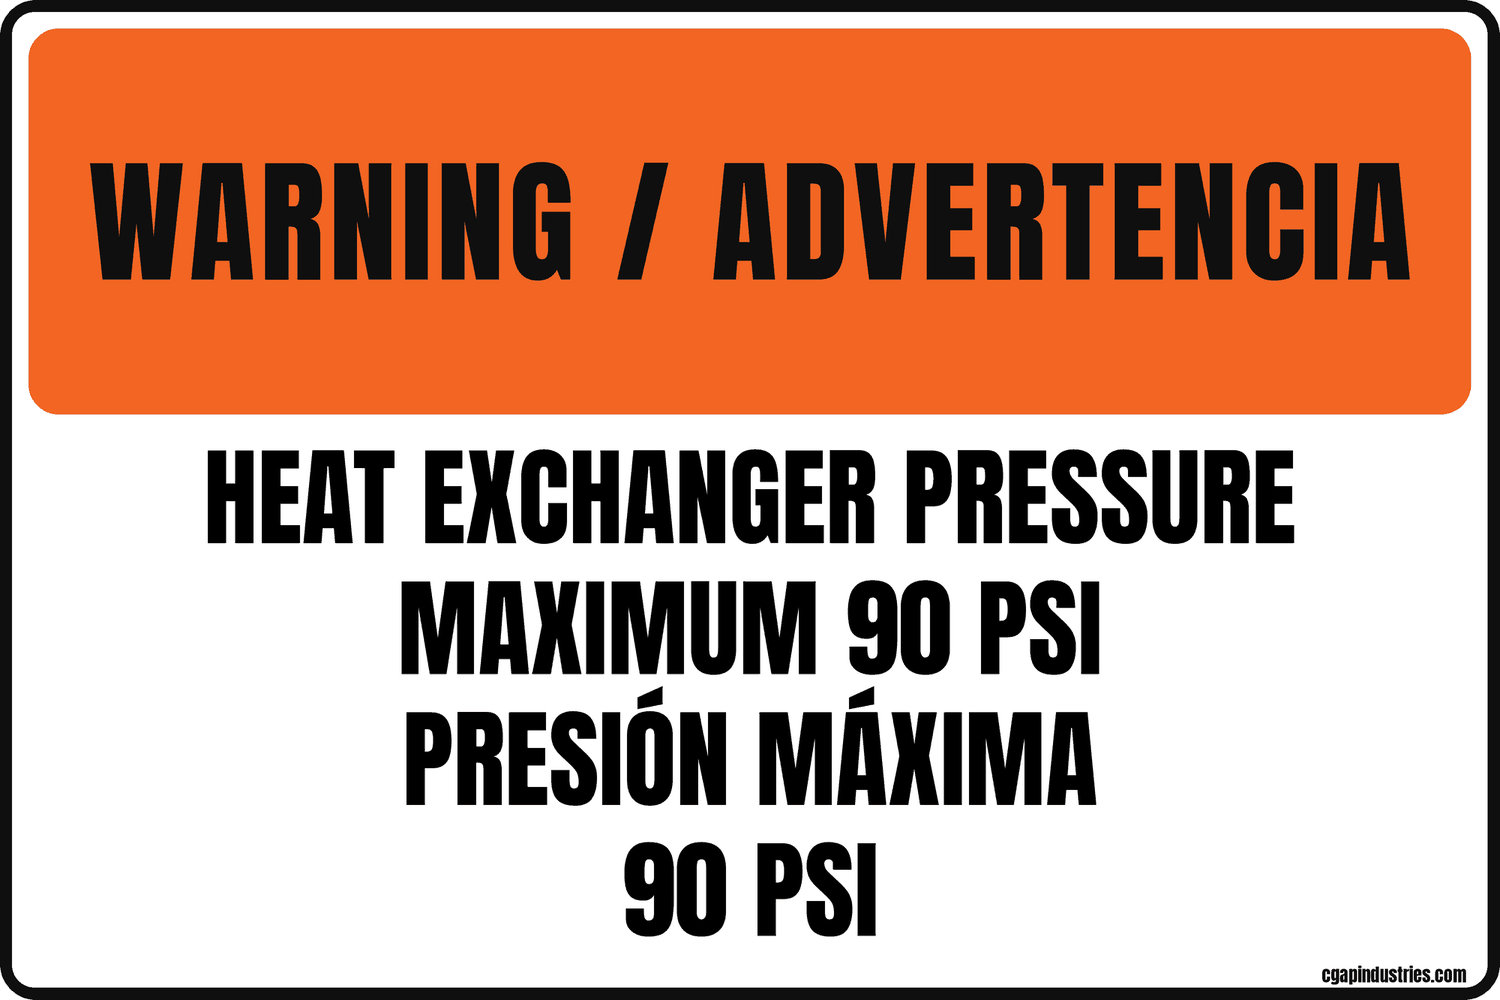 WARNING / ADVERTENCIA
HEAT EXCHANGER PRESSURE
MAXIMUM 90 PSI
PRESIÓN MÁXIMA
90 PSI
cgapindustries.com